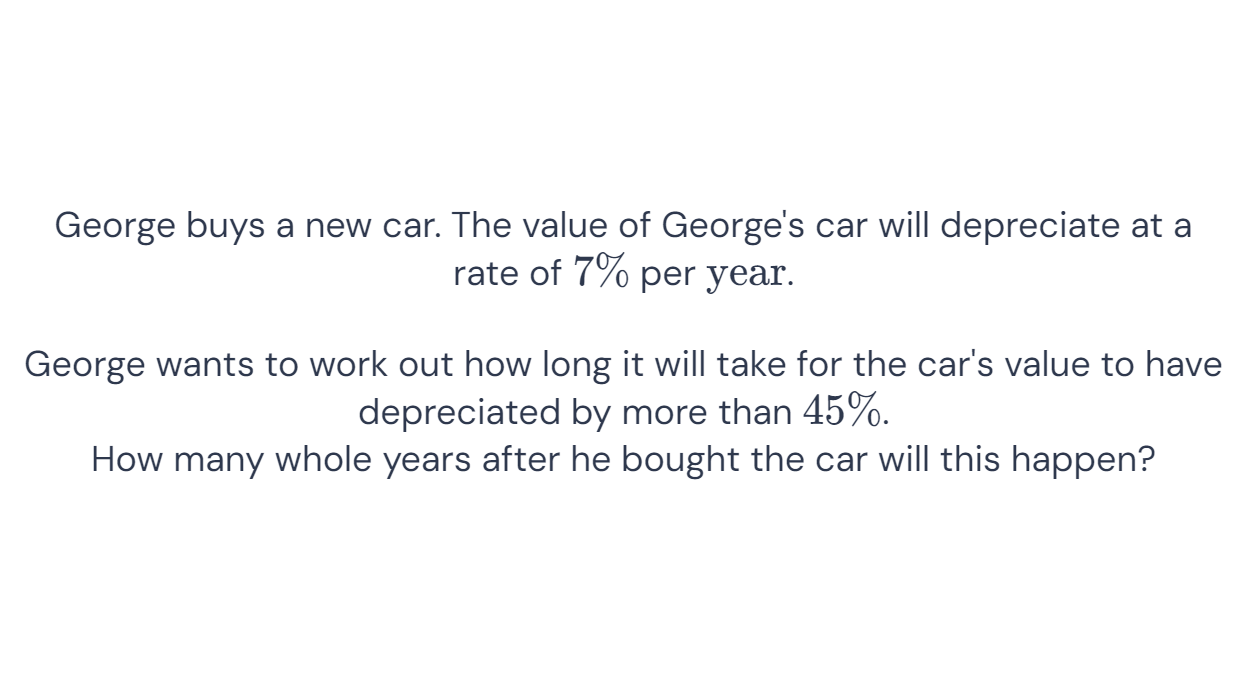 George buys a new car. The value of George's car will depreciate at a
rate of 7% per year.
George wants to work out how long it will take for the car's value to have
depreciated by more than 45%.
How many whole years after he bought the car will this happen?